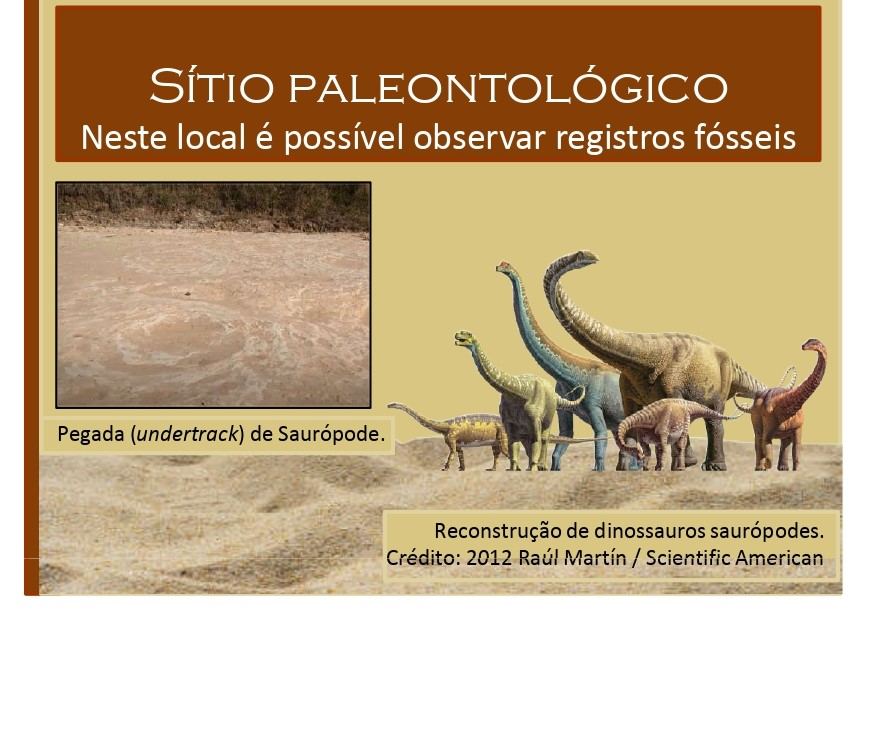 Sítio paleontológico
Neste local é possível observar registros fósseis
Pegada (undertrack) de Saurópode.
Reconstrução de dinossauros saurópodes.
Crédito: 2012 Raúl Martín / Scientific American